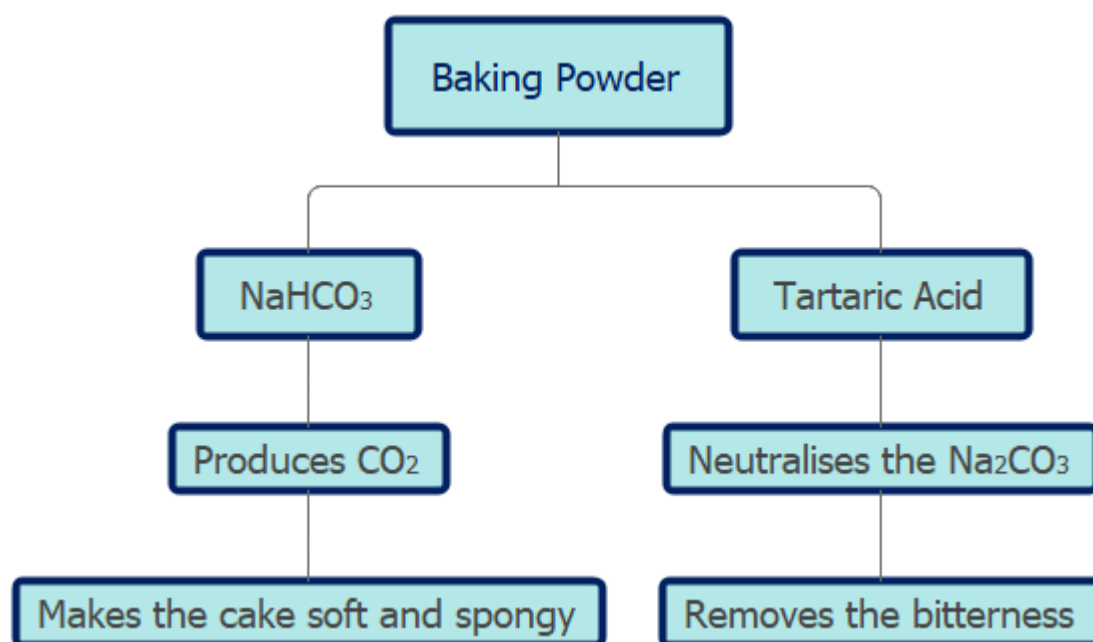 Baking Powder
NaHCO₃
Tartaric Acid
Produces CO₂
Neutralises the Na₂CO₃
Makes the cake soft and spongy
Removes the bitterness